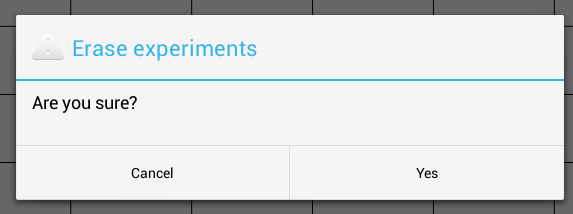 Erase experiments
Are you sure?
Cancel
Yes